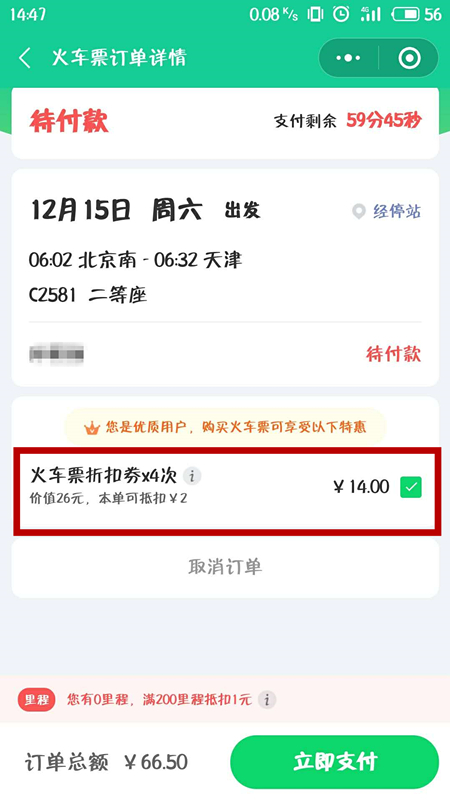 14:47 0.08 K/s 4G 56
火车票订单详情
待付款 支付剩余 59分45秒
12月15日 周六 出发 经停站
06:02 北京南 - 06:32 天津
C2581 二等座
待付款
您是优质用户，购买火车票可享受以下特惠
火车票折扣券x4次 i ￥14.00
价值26元，本单可抵扣￥2
取消订单
里程 您有0里程，满200里程抵扣1元 i
订单总额 ￥66.50 立即支付